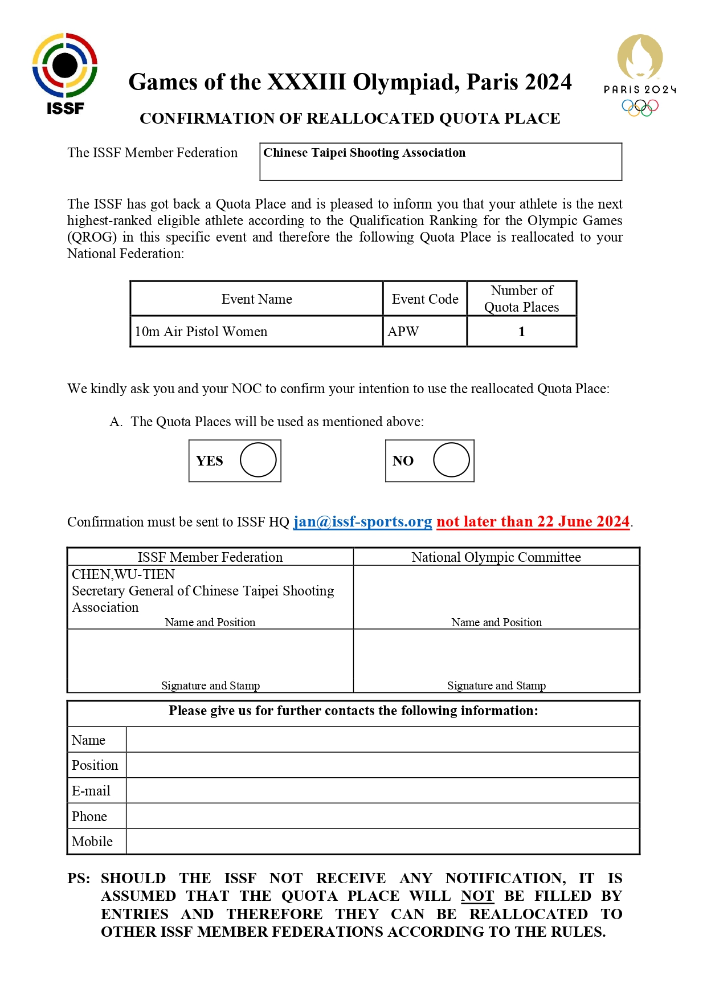 ISSF
PARIS 2024
Games of the XXXIII Olympiad, Paris 2024
CONFIRMATION OF REALLOCATED QUOTA PLACE
The ISSF Member Federation
Chinese Taipei Shooting Association
The ISSF has got back a Quota Place and is pleased to inform you that your athlete is the next
highest-ranked eligible athlete according to the Qualification Ranking for the Olympic Games
(QROG) in this specific event and therefore the following Quota Place is reallocated to your
National Federation:
Event Name
Event Code
Number of
Quota Places
10m Air Pistol Women
APW
1
We kindly ask you and your NOC to confirm your intention to use the reallocated Quota Place:
A. The Quota Places will be used as mentioned above:
YES
NO
Confirmation must be sent to ISSF HQ jan@issf-sports.org not later than 22 June 2024.
ISSF Member Federation
National Olympic Committee
CHEN,WU-TIEN
Secretary General of Chinese Taipei Shooting
Association
Name and Position
Name and Position
Signature and Stamp
Signature and Stamp
Please give us for further contacts the following information:
Name
Position
E-mail
Phone
Mobile
PS: SHOULD THE ISSF NOT RECEIVE ANY NOTIFICATION, IT IS
ASSUMED THAT THE QUOTA PLACE WILL NOT BE FILLED BY
ENTRIES AND THEREFORE THEY CAN BE REALLOCATED TO
OTHER ISSF MEMBER FEDERATIONS ACCORDING TO THE RULES.